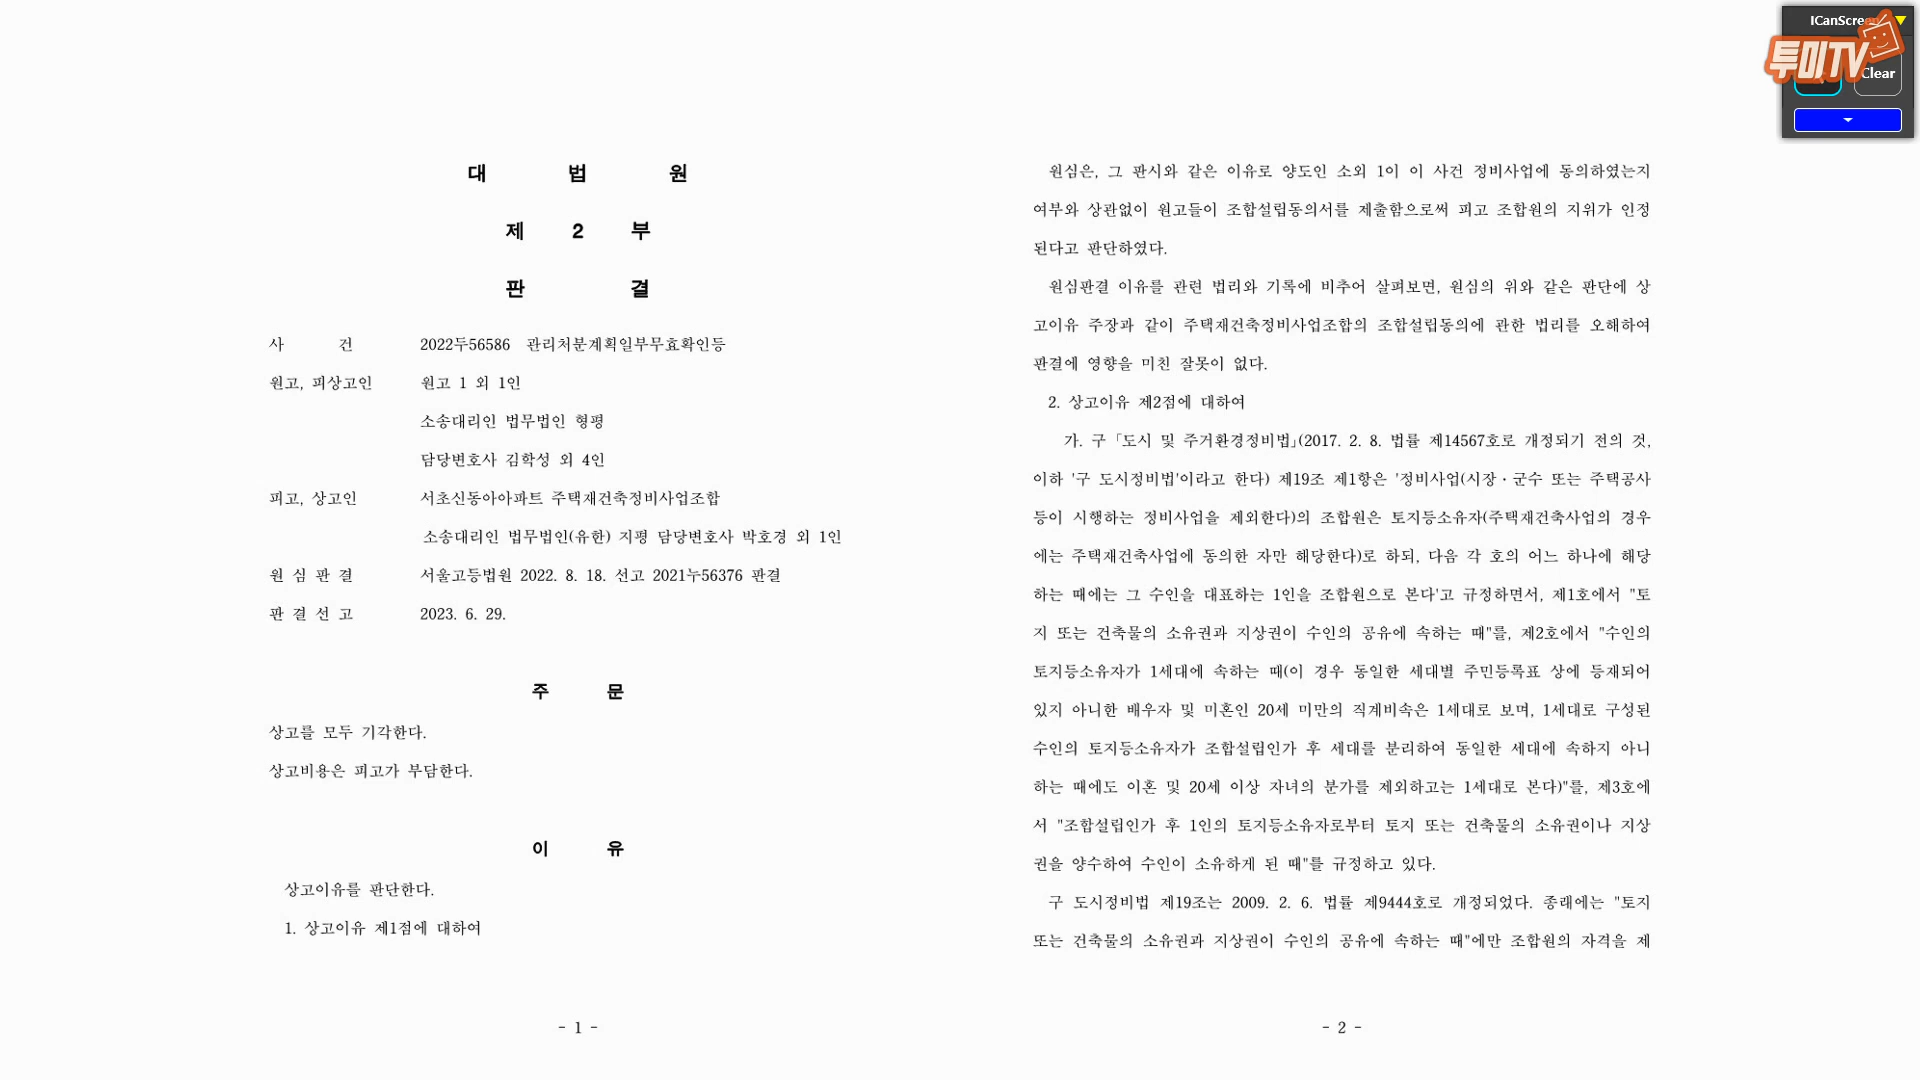 대 법 원
제 2 부
판 결
사 건 2022두56586 관리처분계획일부무효확인등
원고, 피상고인 원고 1 외 1인
소송대리인 법무법인 형평
담당변호사 김학성 외 4인
피고, 상고인 서초신동아아파트 주택재건축정비사업조합
소송대리인 법무법인(유한) 지평 담당변호사 박호경 외 1인
원 심 판 결 서울고등법원 2022. 8. 18. 선고 2021누56376 판결
판 결 선 고 2023. 6. 29.
주 문
상고를 모두 기각한다.
상고비용은 피고가 부담한다.
이 유
상고이유를 판단한다.
1. 상고이유 제1점에 대하여
- 1 -
원심은, 그 판시와 같은 이유로 양도인 소외 1이 이 사건 정비사업에 동의하였는지
여부와 상관없이 원고들이 조합설립동의서를 제출함으로써 피고 조합원의 지위가 인정
된다고 판단하였다.
원심판결 이유를 관련 법리와 기록에 비추어 살펴보면, 원심의 위와 같은 판단에 상
고이유 주장과 같이 주택재건축정비사업조합의 조합설립동의에 관한 법리를 오해하여
판결에 영향을 미친 잘못이 없다.
2. 상고이유 제2점에 대하여
가. 구 「도시 및 주거환경정비법」(2017. 2. 8. 법률 제14567호로 개정되기 전의 것,
이하 '구 도시정비법'이라고 한다) 제19조 제1항은 '정비사업(시장·군수 또는 주택공사
등이 시행하는 정비사업을 제외한다)의 조합원은 토지등소유자(주택재건축사업의 경우
에는 주택재건축사업에 동의한 자만 해당한다)로 하되, 다음 각 호의 어느 하나에 해당
하는 때에는 그 수인을 대표하는 1인을 조합원으로 본다'고 규정하면서, 제1호에서 "토
지 또는 건축물의 소유권과 지상권이 수인의 공유에 속하는 때"를, 제2호에서 "수인의
토지등소유자가 1세대에 속하는 때(이 경우 동일한 세대별 주민등록표 상에 등재되어
있지 아니한 배우자 및 미혼인 20세 미만의 직계비속은 1세대로 보며, 1세대로 구성된
수인의 토지등소유자가 조합설립인가 후 세대를 분리하여 동일한 세대에 속하지 아니
하는 때에도 이혼 및 20세 이상 자녀의 분가를 제외하고는 1세대로 본다)"를, 제3호에
서 "조합설립인가 후 1인의 토지등소유자로부터 토지 또는 건축물의 소유권이나 지상
권을 양수하여 수인이 소유하게 된 때"를 규정하고 있다.
구 도시정비법 제19조는 2009. 2. 6. 법률 제9444호로 개정되었다. 종래에는 "토지
또는 건축물의 소유권과 지상권이 수인의 공유에 속하는 때"에만 조합원의 자격을 제
- 2 -
ICanScre
투미TV
Clear